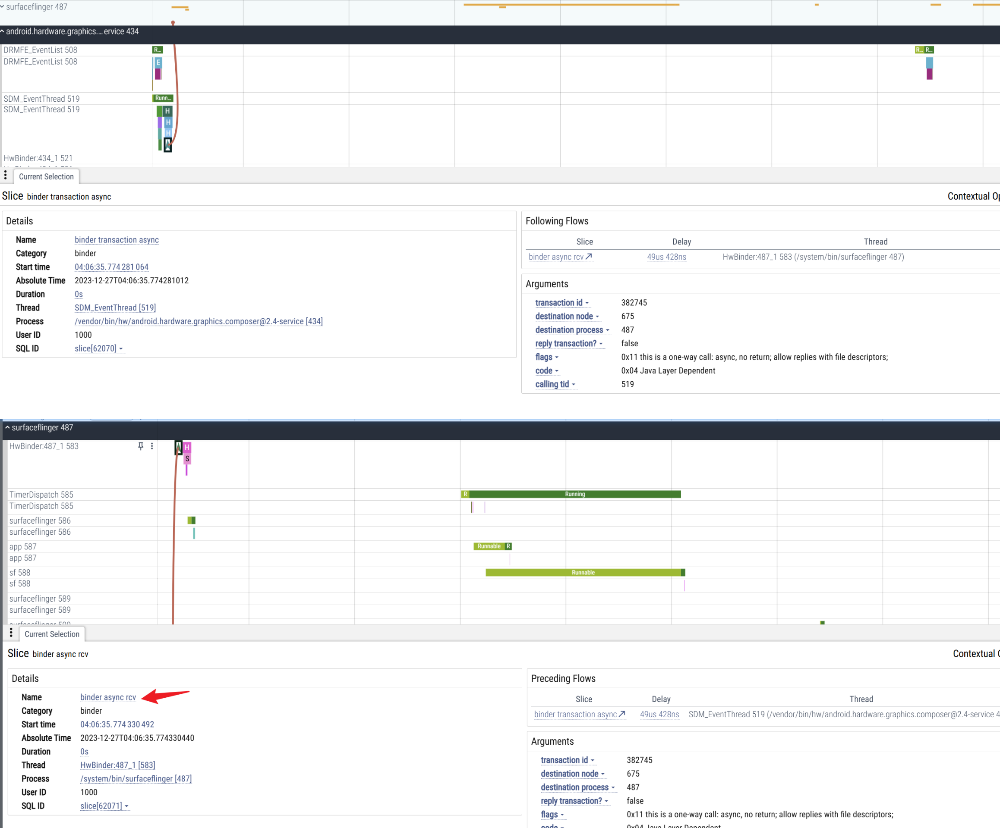 surfaceflinger 487
android.hardware.graphics.... ervice 434
DRMFE_EventList 508
R...
R... R...
DRMFE_EventList 508
E
SDM_EventThread 519
Runn...
SDM_EventThread 519
H
H
H
HwBinder:434_1 521
Current Selection
Slice binder transaction async
Contextual Op
Details
Name binder transaction async
Category binder
Start time 04:06:35.774 281 064
Absolute Time 2023-12-27T04:06:35.774281012
Duration 0s
Thread SDM_EventThread [519]
Process /vendor/bin/hw/android.hardware.graphics.composer@2.4-service [434]
User ID 1000
SQL ID slice[62070]
Following Flows
Slice Delay Thread
binder async rcv 49us 428ns HwBinder:487_1 583 (/system/bin/surfaceflinger 487)
Arguments
transaction id 382745
destination node 675
destination process 487
reply transaction? false
flags 0x11 this is a one-way call: async, no return; allow replies with file descriptors;
code 0x04 Java Layer Dependent
calling tid 519
surfaceflinger 487
HwBinder:487_1 583
H
S
TimerDispatch 585
R Running
TimerDispatch 585
surfaceflinger 586
surfaceflinger 586
app 587
Runnable R
app 587
sf 588
Runnable
sf 588
surfaceflinger 589
surfaceflinger 589
Current Selection
Slice binder async rcv
Contextual
Details
Name binder async rcv
Category binder
Start time 04:06:35.774 330 492
Absolute Time 2023-12-27T04:06:35.774330440
Duration 0s
Thread HwBinder:487_1 [583]
Process /system/bin/surfaceflinger [487]
User ID 1000
SQL ID slice[62071]
Preceding Flows
Slice Delay Thread
binder transaction async 49us 428ns SDM_EventThread 519 (/vendor/bin/hw/android.hardware.graphics.composer@2.4-service 4
Arguments
transaction id 382745
destination node 675
destination process 487
reply transaction? false
flags 0x11 this is a one-way call: async, no return; allow replies with file descriptors;
code 0x04 Java Layer Dependent